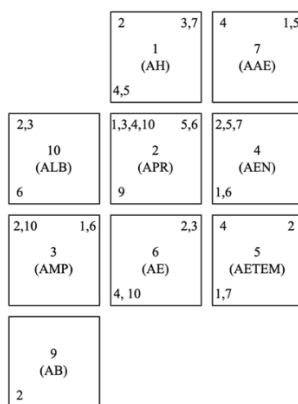 2 3,7
1
(AH)
4,5
4 1,5
7
(AAE)
2,3
10
(ALB)
6
1,3,4,10 5,6
2
(APR)
9
2,5,7
4
(AEN)
1,6
2,10 1,6
3
(AMP)
2,3
6
(AE)
4, 10
4 2
5
(AETEM)
1,7
9
(AB)
2